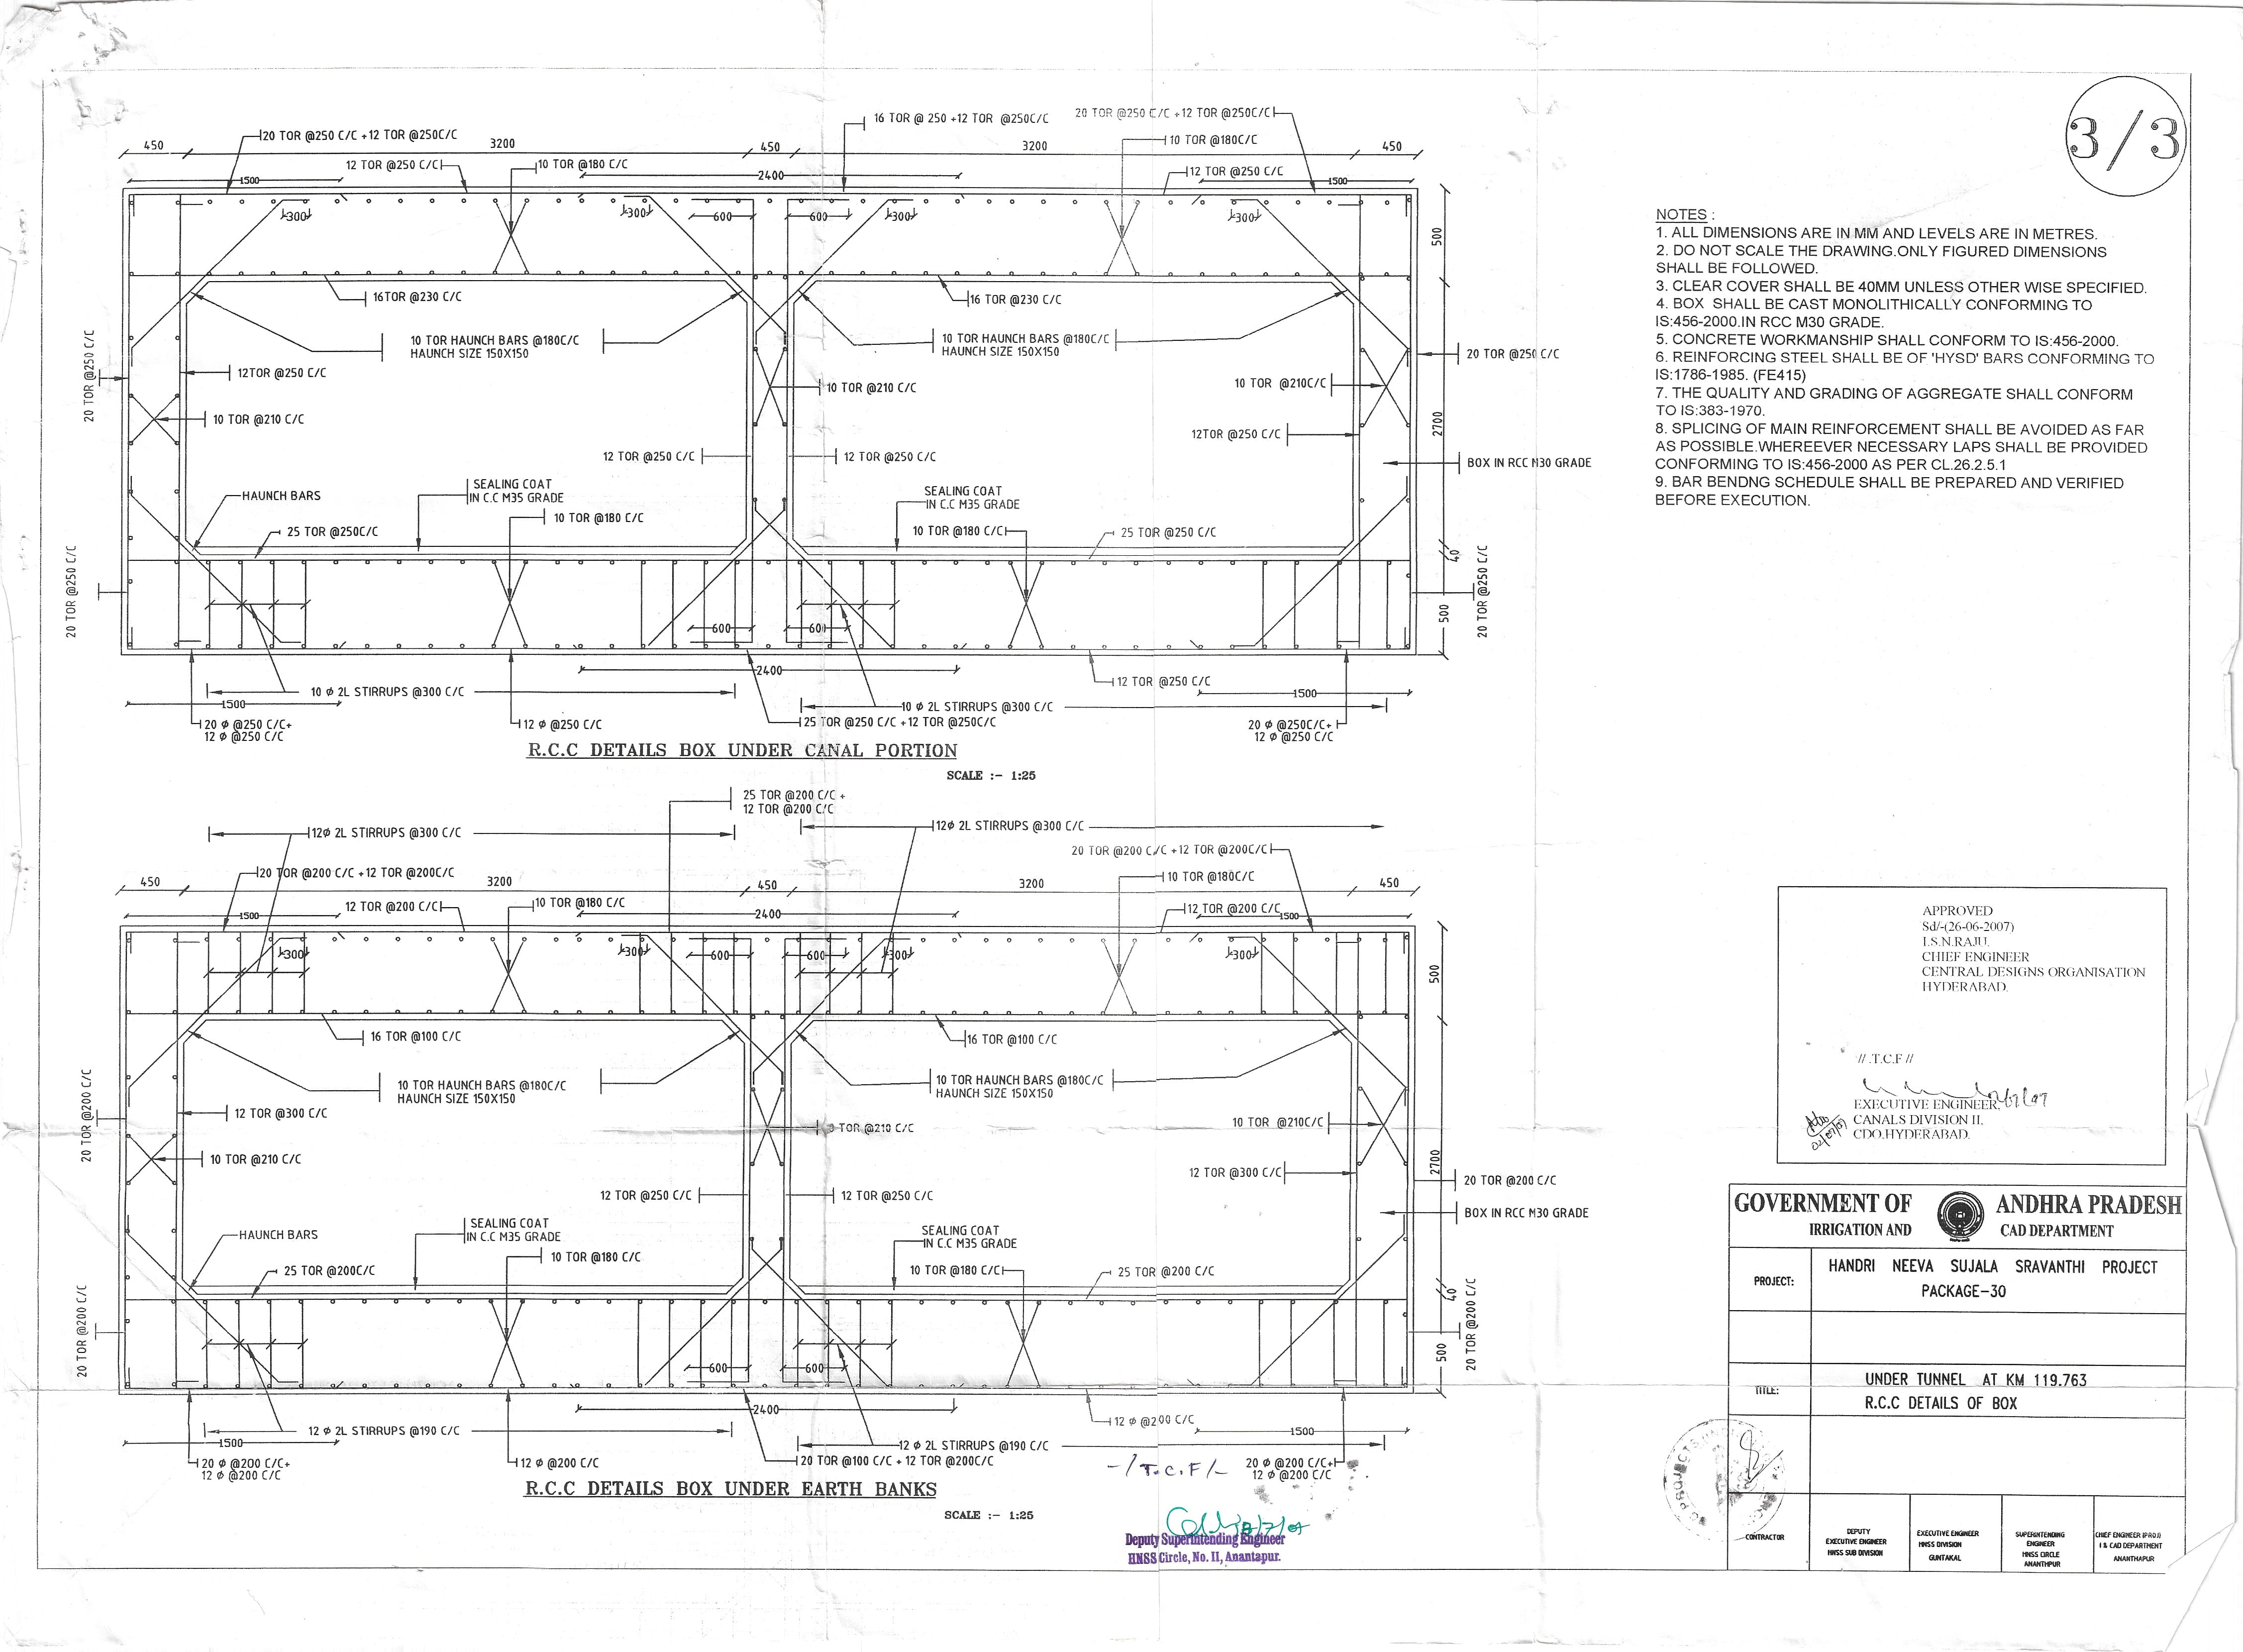 3/3
20 TOR @250 C/C +12 TOR @250C/C
16 TOR @ 250 +12 TOR @250C/C
20 TOR @250 C/C +12 TOR @250C/C
450
3200
450
3200
450
12 TOR @250 C/C
10 TOR @180 C/C
10 TOR @180C/C
1500
2400
12 TOR @250 C/C
1500
300
300
600
600
300
300
500
16TOR @230 C/C
16 TOR @230 C/C
10 TOR HAUNCH BARS @180C/C
HAUNCH SIZE 150X150
10 TOR HAUNCH BARS @180C/C
HAUNCH SIZE 150X150
20 TOR @250 C/C
20 TOR @250 C/C
12TOR @250 C/C
10 TOR @210 C/C
10 TOR @210C/C
10 TOR @210 C/C
2700
12TOR @250 C/C
12 TOR @250 C/C
12 TOR @250 C/C
BOX IN RCC M30 GRADE
SEALING COAT
IN C.C M35 GRADE
SEALING COAT
IN C.C M35 GRADE
HAUNCH BARS
10 TOR @180 C/C
25 TOR @250C/C
10 TOR @180 C/C
25 TOR @250 C/C
40
20 TOR @250 C/C
20 TOR @250 C/C
500
600
600
2400
12 TOR @250 C/C
10 ϕ 2L STIRRUPS @300 C/C
1500
1500
10 ϕ 2L STIRRUPS @300 C/C
20 ϕ @250 C/C+
12 ϕ @250 C/C
12 ϕ @250 C/C
25 TOR @250 C/C +12 TOR @250C/C
20 ϕ @250C/C+
12 ϕ @250 C/C
R.C.C DETAILS BOX UNDER CANAL PORTION
SCALE :- 1:25
25 TOR @200 C/C +
12 TOR @200 C/C
12ϕ 2L STIRRUPS @300 C/C
12ϕ 2L STIRRUPS @300 C/C
20 TOR @200 C/C +12 TOR @200C/C
20 TOR @200 C/C +12 TOR @200C/C
450
3200
450
3200
450
12 TOR @200 C/C
10 TOR @180 C/C
10 TOR @180C/C
1500
2400
12 TOR @200 C/C
1500
300
300
600
600
300
300
500
16 TOR @100 C/C
16 TOR @100 C/C
10 TOR HAUNCH BARS @180C/C
HAUNCH SIZE 150X150
10 TOR HAUNCH BARS @180C/C
HAUNCH SIZE 150X150
20 TOR @200 C/C
12 TOR @300 C/C
TOR @210 C/C
10 TOR @210C/C
10 TOR @210 C/C
2700
12 TOR @300 C/C
20 TOR @200 C/C
12 TOR @250 C/C
12 TOR @250 C/C
BOX IN RCC M30 GRADE
SEALING COAT
IN C.C M35 GRADE
SEALING COAT
IN C.C M35 GRADE
HAUNCH BARS
10 TOR @180 C/C
25 TOR @200C/C
10 TOR @180 C/C
25 TOR @200 C/C
40
20 TOR @200 C/C
20 TOR @200 C/C
500
600
600
2400
12 ϕ @200 C/C
12 ϕ 2L STIRRUPS @190 C/C
1500
1500
12 ϕ 2L STIRRUPS @190 C/C
20 ϕ @200 C/C+
12 ϕ @200 C/C
12 ϕ @200 C/C
20 TOR @100 C/C + 12 TOR @200C/C
20 ϕ @200 C/C+
12 ϕ @200 C/C
R.C.C DETAILS BOX UNDER EARTH BANKS
SCALE :- 1:25
-/T.C.F/-
Deputy Superintending Engineer
HNSS Circle, No. II, Anantapur.
NOTES :
1. ALL DIMENSIONS ARE IN MM AND LEVELS ARE IN METRES.
2. DO NOT SCALE THE DRAWING.ONLY FIGURED DIMENSIONS
SHALL BE FOLLOWED.
3. CLEAR COVER SHALL BE 40MM UNLESS OTHER WISE SPECIFIED.
4. BOX SHALL BE CAST MONOLITHICALLY CONFORMING TO
IS:456-2000.IN RCC M30 GRADE.
5. CONCRETE WORKMANSHIP SHALL CONFORM TO IS:456-2000.
6. REINFORCING STEEL SHALL BE OF 'HYSD' BARS CONFORMING TO
IS:1786-1985. (FE415)
7. THE QUALITY AND GRADING OF AGGREGATE SHALL CONFORM
TO IS:383-1970.
8. SPLICING OF MAIN REINFORCEMENT SHALL BE AVOIDED AS FAR
AS POSSIBLE.WHEREEVER NECESSARY LAPS SHALL BE PROVIDED
CONFORMING TO IS:456-2000 AS PER CL.26.2.5.1
9. BAR BENDNG SCHEDULE SHALL BE PREPARED AND VERIFIED
BEFORE EXECUTION.
APPROVED
Sd/-(26-06-2007)
I.S.N.RAJU.
CHIEF ENGINEER
CENTRAL DESIGNS ORGANISATION
HYDERABAD.
// .T.C.F //
EXECUTIVE ENGINEER,
CANALS DIVISION II,
CDO,HYDERABAD.
GOVERNMENT OF ANDHRA PRADESH
IRRIGATION AND CAD DEPARTMENT
PROJECT:
HANDRI NEEVA SUJALA SRAVANTHI PROJECT
PACKAGE-30
TITLE:
UNDER TUNNEL AT KM 119.763
R.C.C DETAILS OF BOX
CONTRACTOR
DEPUTY
EXECUTIVE ENGINEER
HNSS SUB DIVISION
EXECUTIVE ENGINEER
HNSS DIVISION
GUNTAKAL
SUPERINTENDING
ENGINEER
HNSS CIRCLE
ANANTHPUR
CHIEF ENGINEER (PROJ)
I & CAD DEPARTMENT
ANANTHAPUR